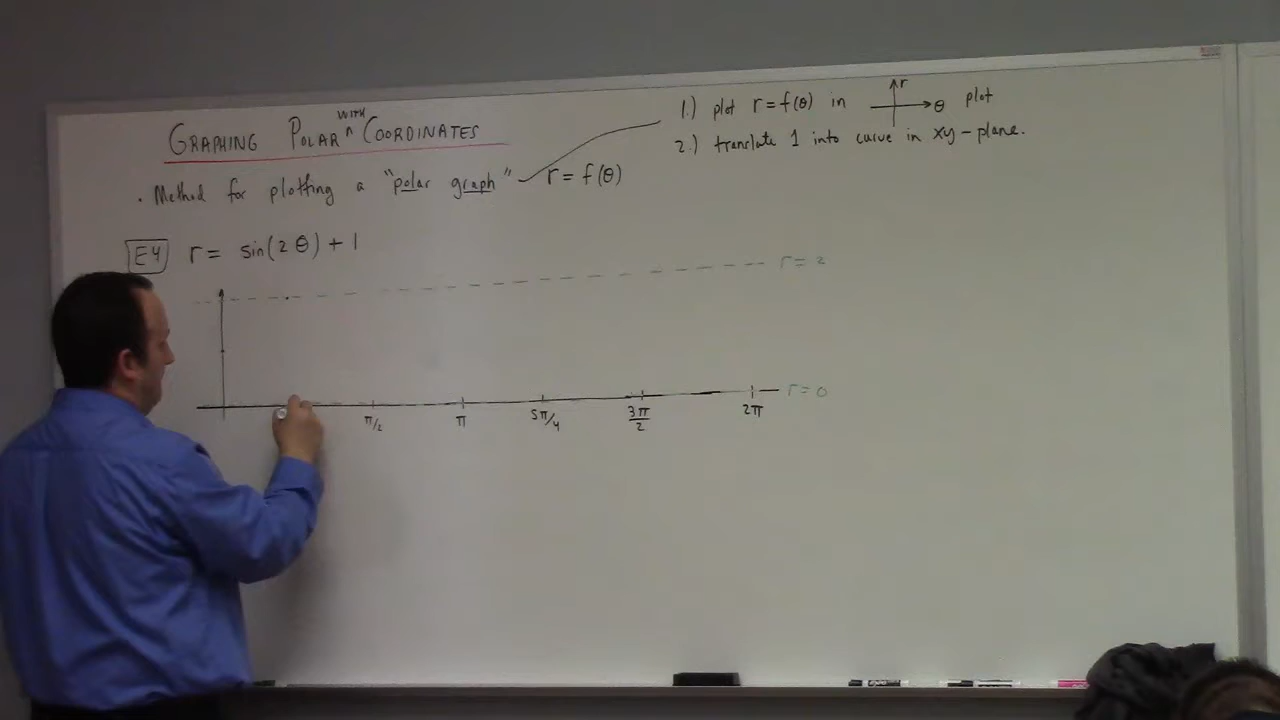 GRAPHING POLAR WITH ^ COORDINATES
· Method for plotting a "polar graph" r = f(θ)
1.) plot r = f(θ) in r θ plot
2.) translate 1 into curve in xy-plane.
E4 r = sin(2θ) + 1
r = 2
r = 0
π/2 π 5π/4 3π/2 2π